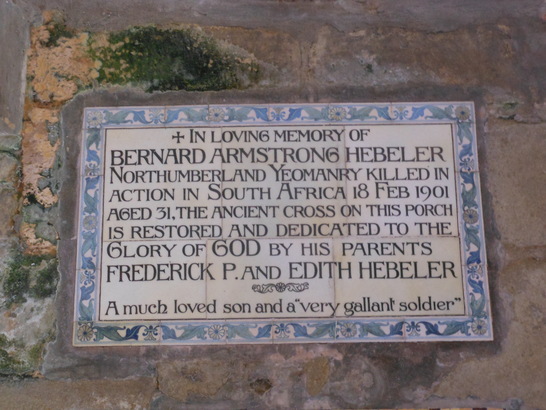 +IN LOVING MEMORY OF
BERNARD ARMSTRONG HEBELER
NORTHUMBERLAND YEOMANRY KILLED IN
ACTION IN SOUTH AFRICA 18 FEB 1901
AGED 31. THE ANCIENT CROSS ON THIS PORCH
IS RESTORED AND DEDICATED TO THE
GLORY OF GOD BY HIS PARENTS
FREDERICK P. AND EDITH HEBELER
A much loved son and a "very gallant soldier"